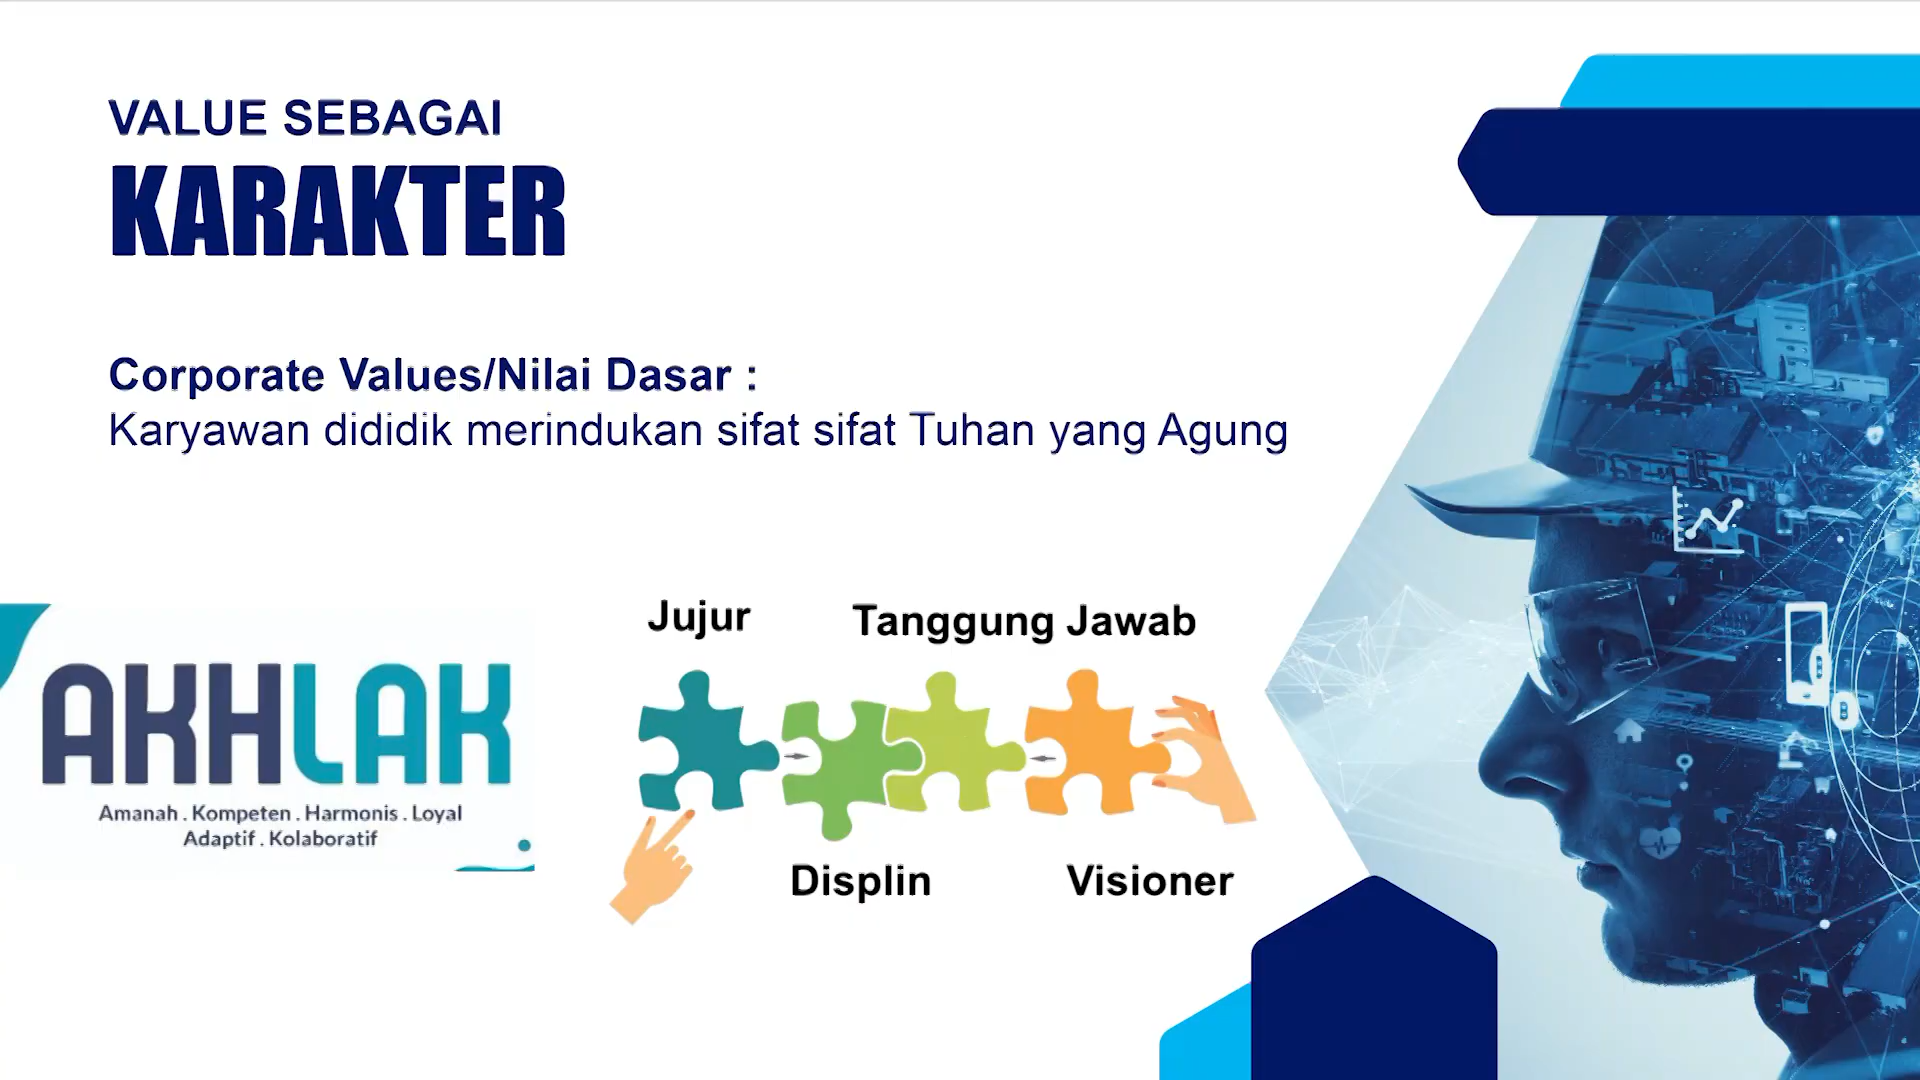 VALUE SEBAGAI
KARAKTER
Corporate Values/Nilai Dasar :
Karyawan dididik merindukan sifat sifat Tuhan yang Agung
AKHLAK
Amanah . Kompeten . Harmonis . Loyal
Adaptif . Kolaboratif
Jujur
Tanggung Jawab
Displin
Visioner